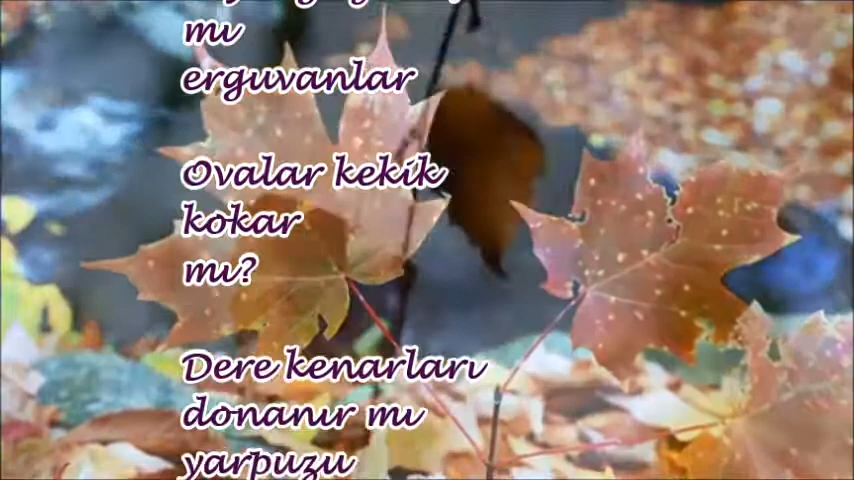 mı
erguvanlar
Ovalar kekik
kokar
mı?
Dere kenarları
donanır mı
yarpuzu